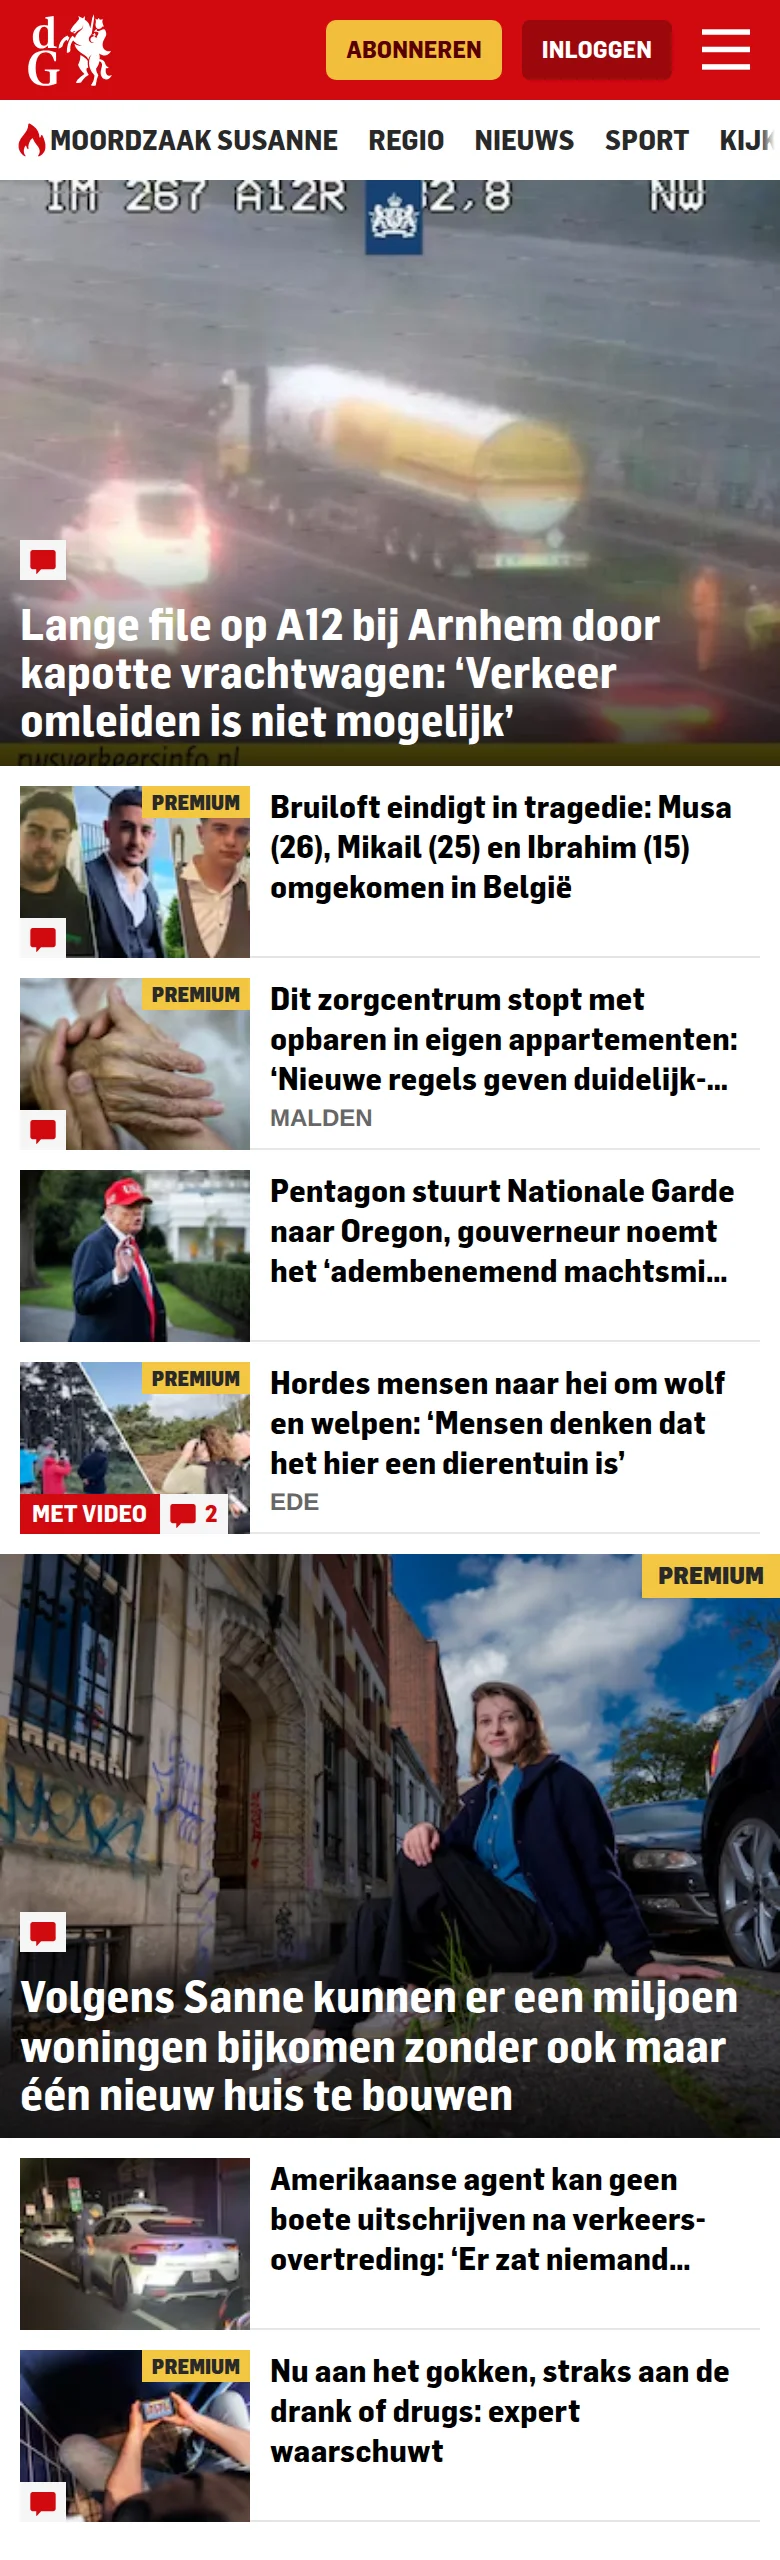 dG
ABONNEREN
INLOGGEN
MOORDZAAK SUSANNE
REGIO
NIEUWS
SPORT
KIJK
IM 267 A12R 32,8 NW
Lange file op A12 bij Arnhem door
kapotte vrachtwagen: ‘Verkeer
omleiden is niet mogelijk’
rwsverkeersinfo.nl
PREMIUM
Bruiloft eindigt in tragedie: Musa
(26), Mikail (25) en Ibrahim (15)
omgekomen in België
PREMIUM
Dit zorgcentrum stopt met
opbaren in eigen appartementen:
‘Nieuwe regels geven duidelijk-...
MALDEN
USA
Pentagon stuurt Nationale Garde
naar Oregon, gouverneur noemt
het ‘adembenemend machtsmi...
PREMIUM
MET VIDEO
2
Hordes mensen naar hei om wolf
en welpen: ‘Mensen denken dat
het hier een dierentuin is’
EDE
PREMIUM
Volgens Sanne kunnen er een miljoen
woningen bijkomen zonder ook maar
één nieuw huis te bouwen
Amerikaanse agent kan geen
boete uitschrijven na verkeers-
overtreding: ‘Er zat niemand...
PREMIUM
Nu aan het gokken, straks aan de
drank of drugs: expert
waarschuwt